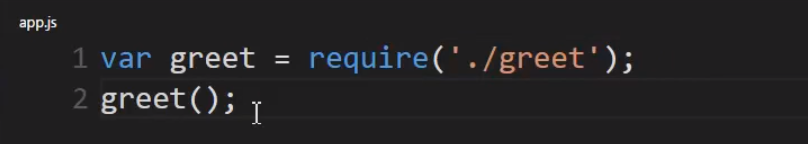 app.js
1 var greet = require('./greet');
2 greet();